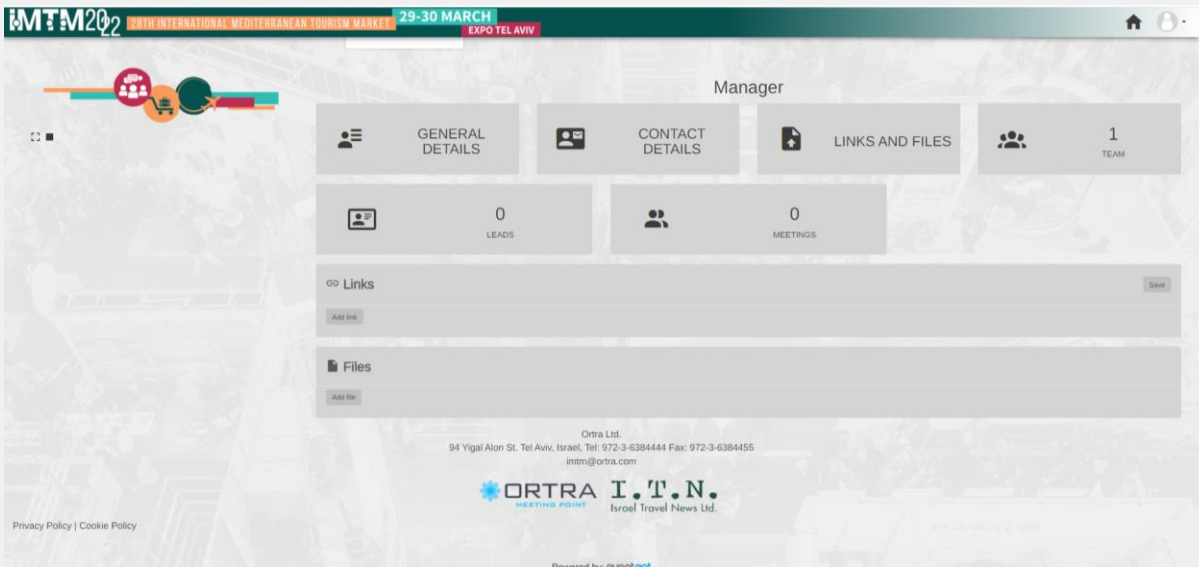 IMTM2022 28TH INTERNATIONAL MEDITERRANEAN TOURISM MARKET 29-30 MARCH
EXPO TEL AVIV
Manager
GENERAL
DETAILS
CONTACT
DETAILS
LINKS AND FILES
1
TEAM
0
LEADS
0
MEETINGS
Links
Save
Add link
Files
Add file
Ortra Ltd.
94 Yigal Alon St. Tel Aviv, Israel, Tel: 972-3-6384444 Fax: 972-3-6384455
imtm@ortra.com
ORTRA
MEETING POINT
I.T.N.
Israel Travel News Ltd.
Privacy Policy | Cookie Policy
Powered by